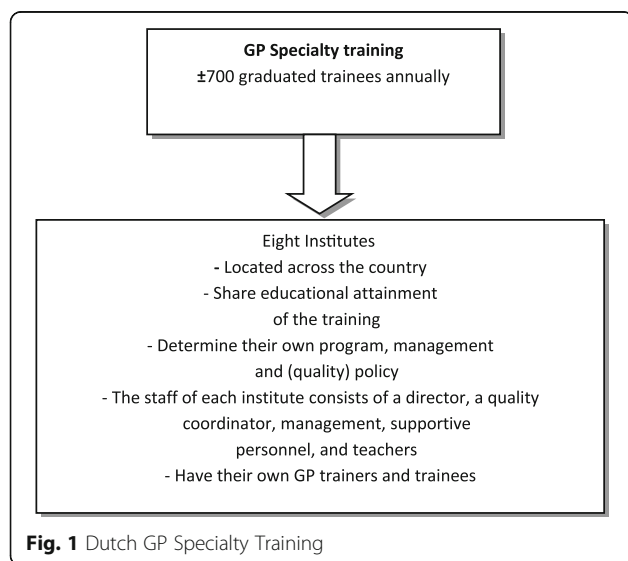 GP Specialty training
±700 graduated trainees annually
Eight Institutes
- Located across the country
- Share educational attainment
of the training
- Determine their own program, management
and (quality) policy
- The staff of each institute consists of a director, a quality
coordinator, management, supportive
personnel, and teachers
- Have their own GP trainers and trainees
Fig. 1 Dutch GP Specialty Training